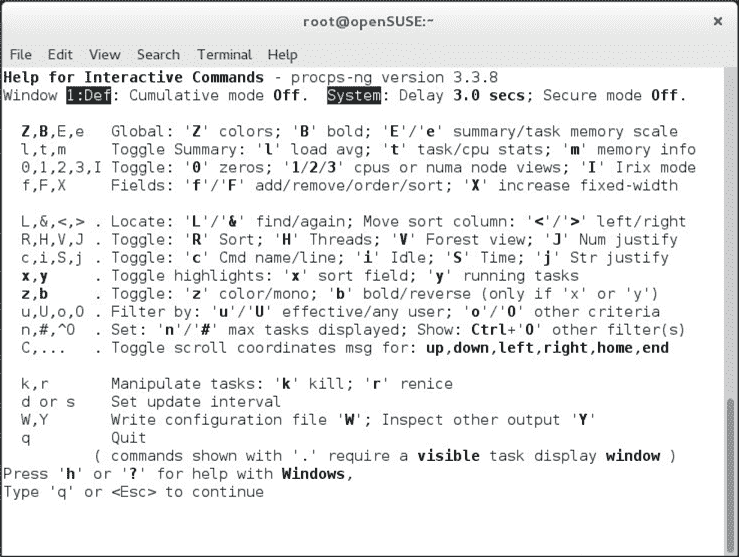 root@openSUSE:~ ×
File Edit View Search Terminal Help
Help for Interactive Commands - procps-ng version 3.3.8
Window 1:Def: Cumulative mode Off. System: Delay 3.0 secs; Secure mode Off.
Z,B,E,e Global: 'Z' colors; 'B' bold; 'E'/'e' summary/task memory scale
l,t,m Toggle Summary: 'l' load avg; 't' task/cpu stats; 'm' memory info
0,1,2,3,I Toggle: '0' zeros; '1/2/3' cpus or numa node views; 'I' Irix mode
f,F,X Fields: 'f'/'F' add/remove/order/sort; 'X' increase fixed-width
L,&,<,> . Locate: 'L'/'&' find/again; Move sort column: '<'/'>' left/right
R,H,V,J . Toggle: 'R' Sort; 'H' Threads; 'V' Forest view; 'J' Num justify
c,i,S,j . Toggle: 'c' Cmd name/line; 'i' Idle; 'S' Time; 'j' Str justify
x,y . Toggle highlights: 'x' sort field; 'y' running tasks
z,b . Toggle: 'z' color/mono; 'b' bold/reverse (only if 'x' or 'y')
u,U,o,O . Filter by: 'u'/'U' effective/any user; 'o'/'O' other criteria
n,#,^O . Set: 'n'/'#' max tasks displayed; Show: Ctrl+'O' other filter(s)
C,... . Toggle scroll coordinates msg for: up,down,left,right,home,end
k,r Manipulate tasks: 'k' kill; 'r' renice
d or s Set update interval
W,Y Write configuration file 'W'; Inspect other output 'Y'
q Quit
( commands shown with '.' require a visible task display window )
Press 'h' or '?' for help with Windows,
Type 'q' or <Esc> to continue